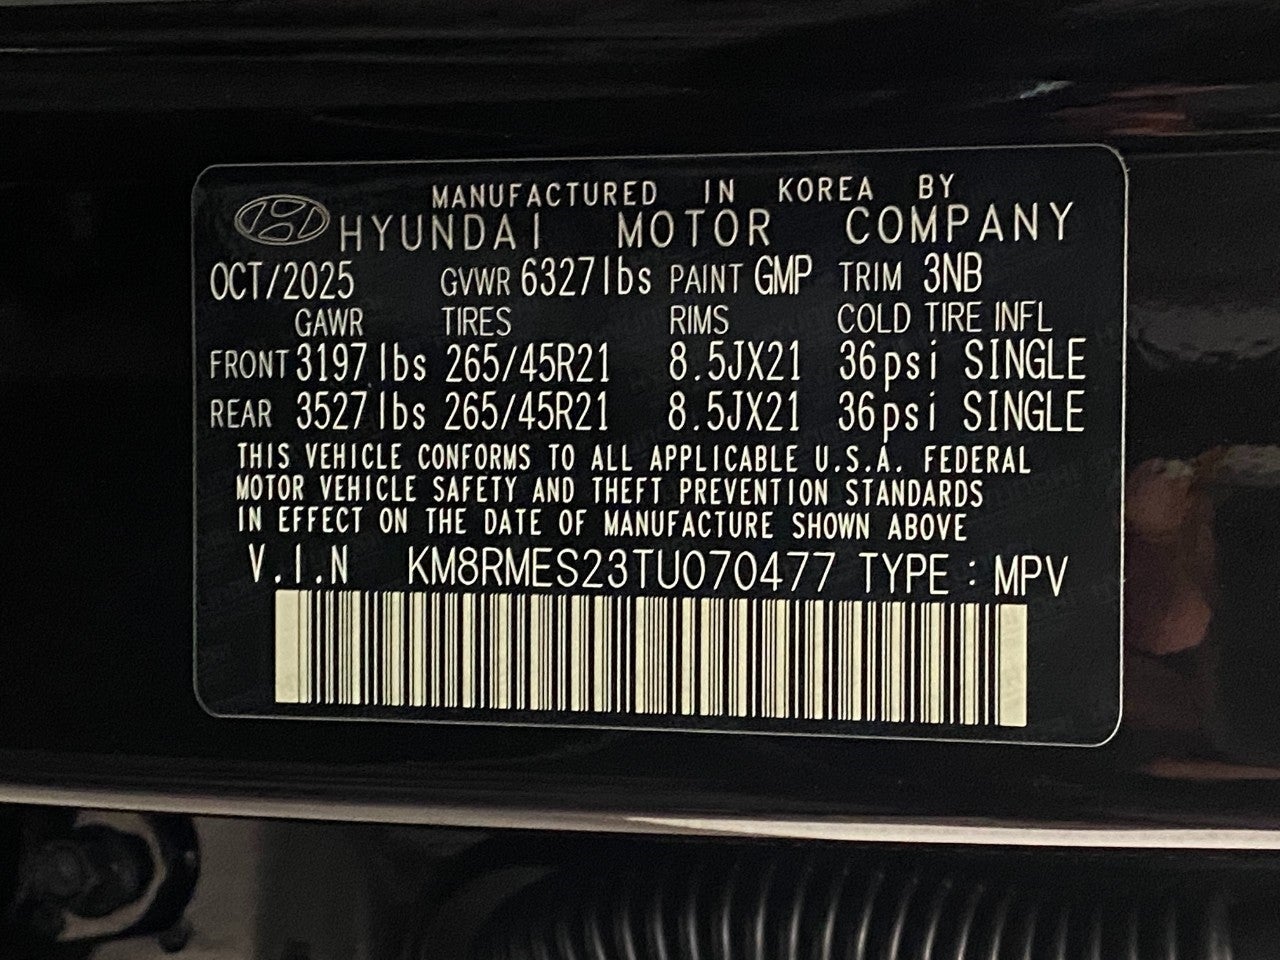 MANUFACTURED IN KOREA BY
HYUNDAI MOTOR COMPANY
OCT/2025 GVWR 6327lbs PAINT GMP TRIM 3NB
GAWR TIRES RIMS COLD TIRE INFL
FRONT 3197lbs 265/45R21 8.5JX21 36psi SINGLE
REAR 3527lbs 265/45R21 8.5JX21 36psi SINGLE
THIS VEHICLE CONFORMS TO ALL APPLICABLE U.S.A. FEDERAL
MOTOR VEHICLE SAFETY AND THEFT PREVENTION STANDARDS
IN EFFECT ON THE DATE OF MANUFACTURE SHOWN ABOVE
V.I.N KM8RMES23TU070477 TYPE : MPV